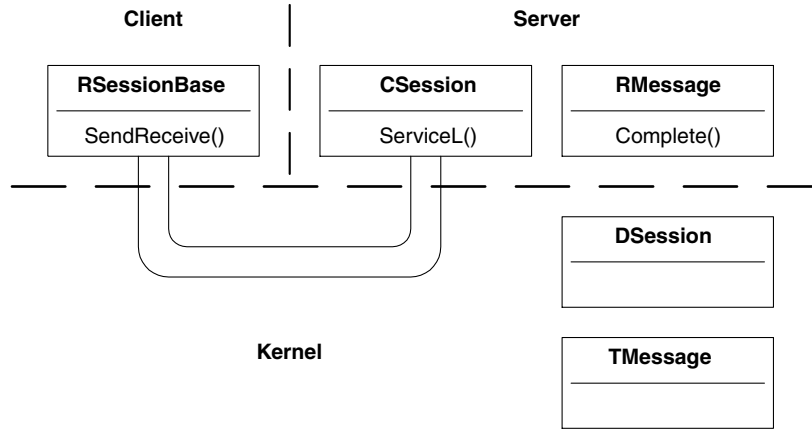 Client
Server
RSessionBase
SendReceive()
CSession
ServiceL()
RMessage
Complete()
DSession
Kernel
TMessage